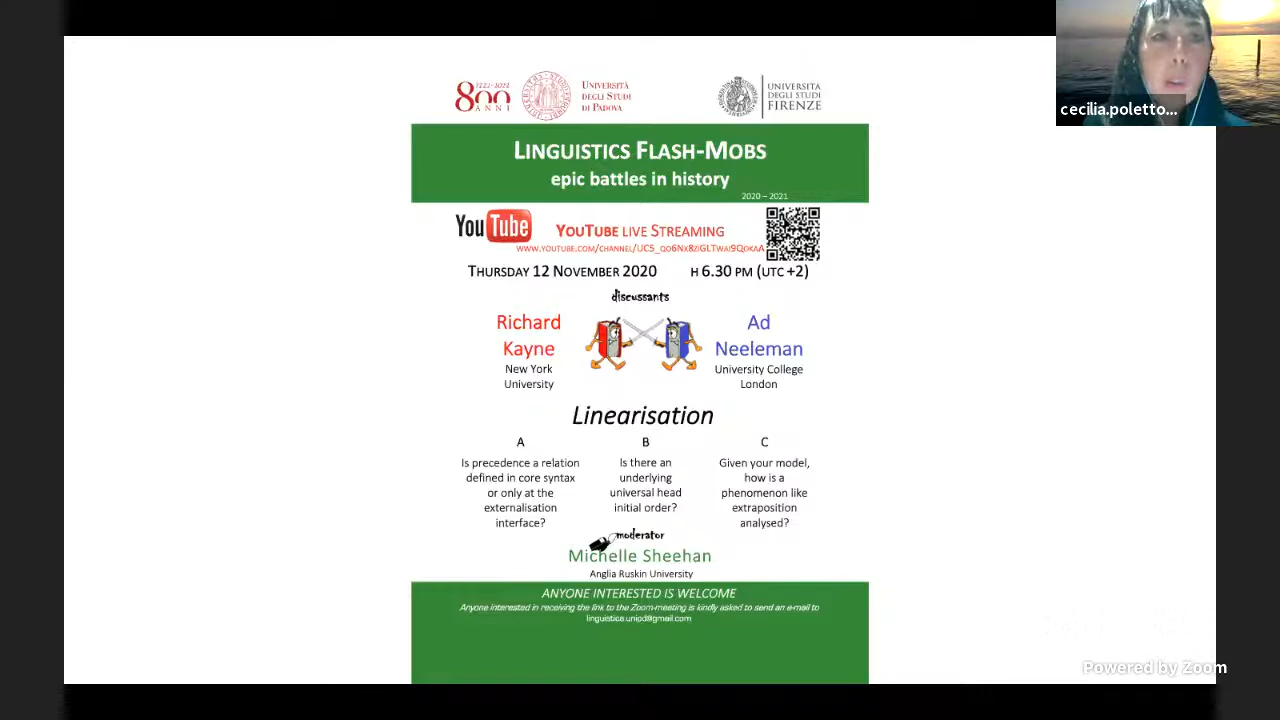 cecilia.poletto...
1222-2022
800
ANNI
UNIVERSITÀ
DEGLI STUDI
DI PADOVA
UNIVERSITÀ
DEGLI STUDI
FIRENZE
LINGUISTICS FLASH-MOBS
epic battles in history
2020 – 2021
YouTube
YOUTUBE LIVE STREAMING
THURSDAY 12 NOVEMBER 2020 H 6.30 PM (UTC +2)
discussants
Richard
Kayne
New York
University
Ad
Neeleman
University College
London
Linearisation
A
Is precedence a relation
defined in core syntax
or only at the
externalisation
interface?
B
Is there an
underlying
universal head
initial order?
C
Given your model,
how is a
phenomenon like
extraposition
analysed?
moderator
Michelle Sheehan
Anglia Ruskin University
ANYONE INTERESTED IS WELCOME
Anyone interested in receiving the link to the Zoom-meeting is kindly asked to send an e-mail to
linguistics.unipd@gmail.com
Powered by Zoom